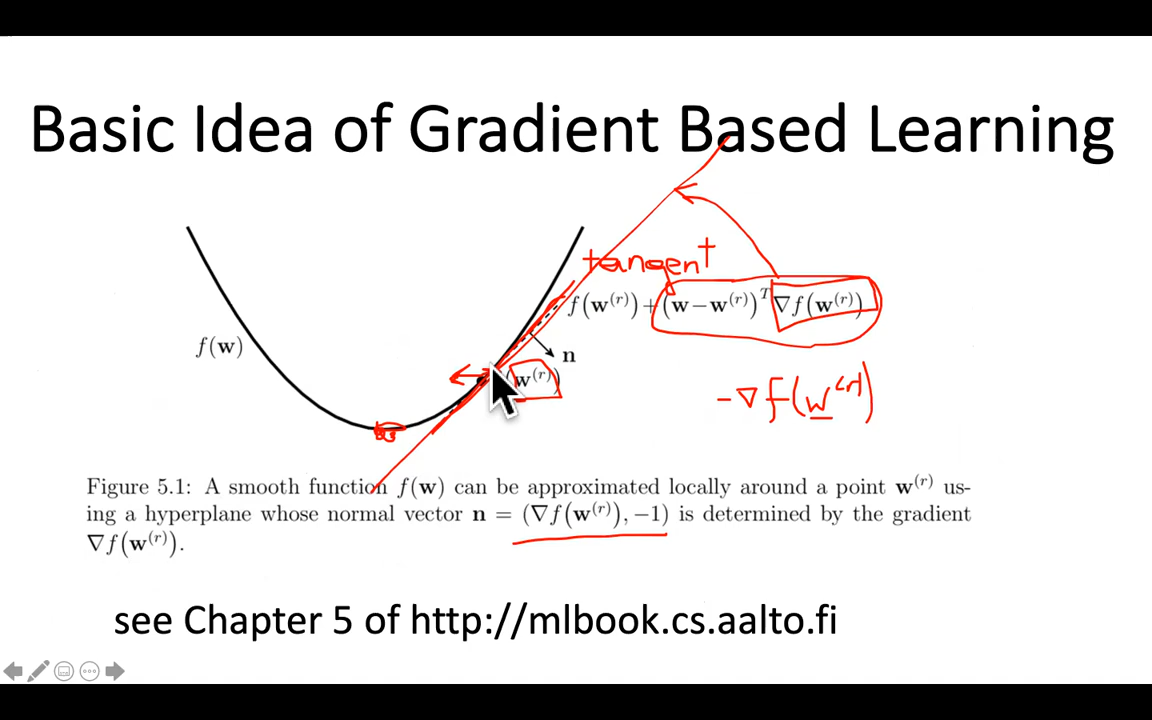 Basic Idea of Gradient Based Learning
tangent
f(w^(r))+(w−w^(r))^T ∇f(w^(r))
f(w)
n
(w^(r))
-∇f(w^(r))
Figure 5.1: A smooth function f(w) can be approximated locally around a point w^(r) us-
ing a hyperplane whose normal vector n = (∇f(w^(r)), −1) is determined by the gradient
∇f(w^(r)).
see Chapter 5 of http://mlbook.cs.aalto.fi